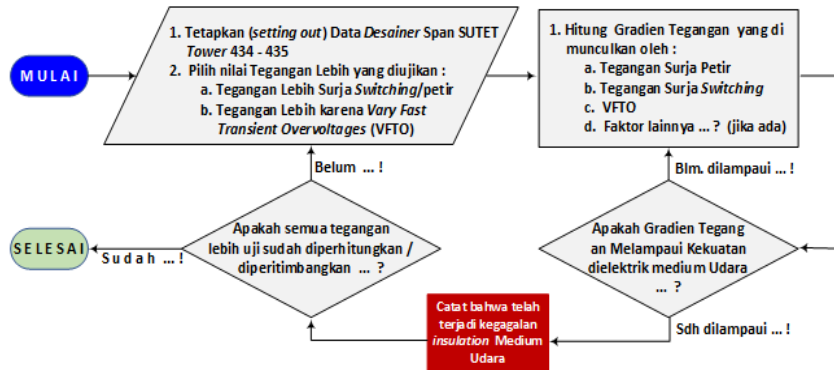 MULAI
1. Tetapkan (setting out) Data Desainer Span SUTET
Tower 434 - 435
2. Pilih nilai Tegangan Lebih yang diujikan :
a. Tegangan Lebih Surja Switching/petir
b. Tegangan Lebih karena Vary Fast
Transient Overvoltages (VFTO)
1. Hitung Gradien Tegangan yang di
munculkan oleh :
a. Tegangan Surja Petir
b. Tegangan Surja Switching
c. VFTO
d. Faktor lainnya ... ? (jika ada)
Belum ... !
Blm. dilampaui ... !
SELESAI
Sudah ... !
Apakah semua tegangan
lebih uji sudah diperhitungkan /
diperitimbangkan ... ?
Apakah Gradien Tegang
an Melampaui Kekuatan
dielektrik medium Udara
... ?
Catat bahwa telah
terjadi kegagalan
insulation Medium
Udara
Sdh dilampaui ... !